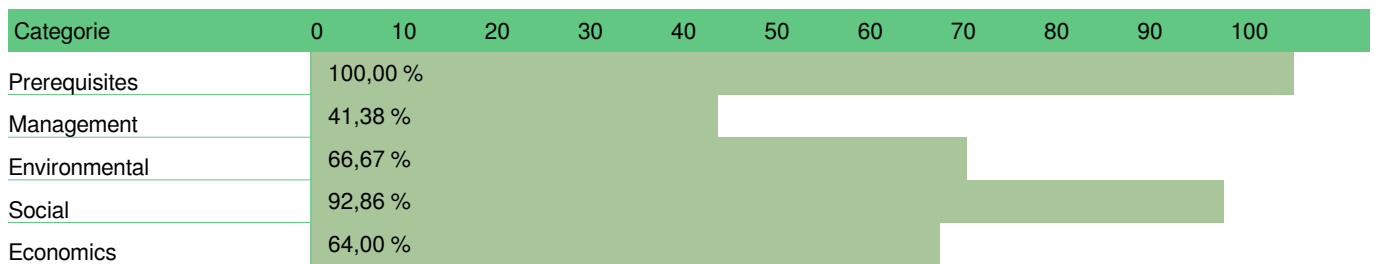 Categorie 0 10 20 30 40 50 60 70 80 90 100
Prerequisites 100,00 %
Management 41,38 %
Environmental 66,67 %
Social 92,86 %
Economics 64,00 %